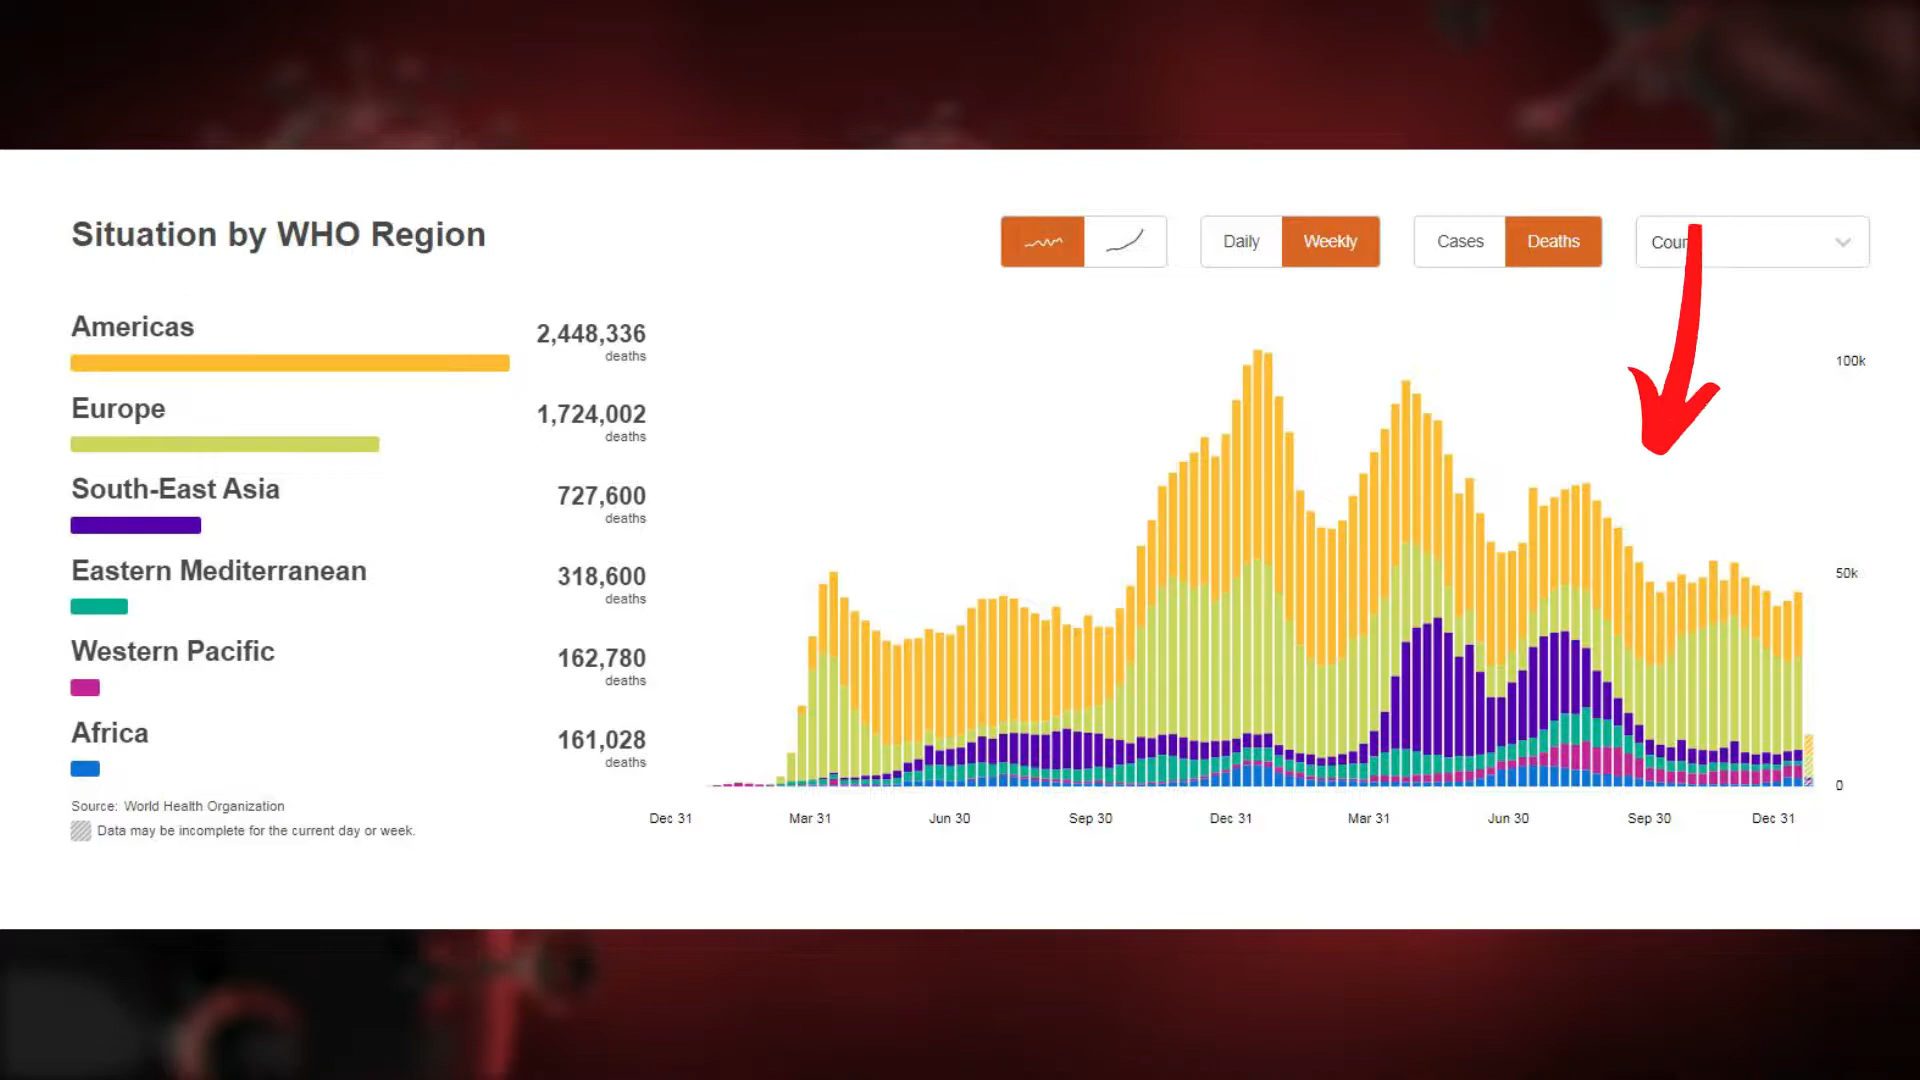 Situation by WHO Region
Daily
Weekly
Cases
Deaths
Americas
2,448,336
deaths
Europe
1,724,002
deaths
South-East Asia
727,600
deaths
Eastern Mediterranean
318,600
deaths
Western Pacific
162,780
deaths
Africa
161,028
deaths
Source: World Health Organization
Data may be incomplete for the current day or week.
100k
50k
0
Dec 31
Mar 31
Jun 30
Sep 30
Dec 31
Mar 31
Jun 30
Sep 30
Dec 31